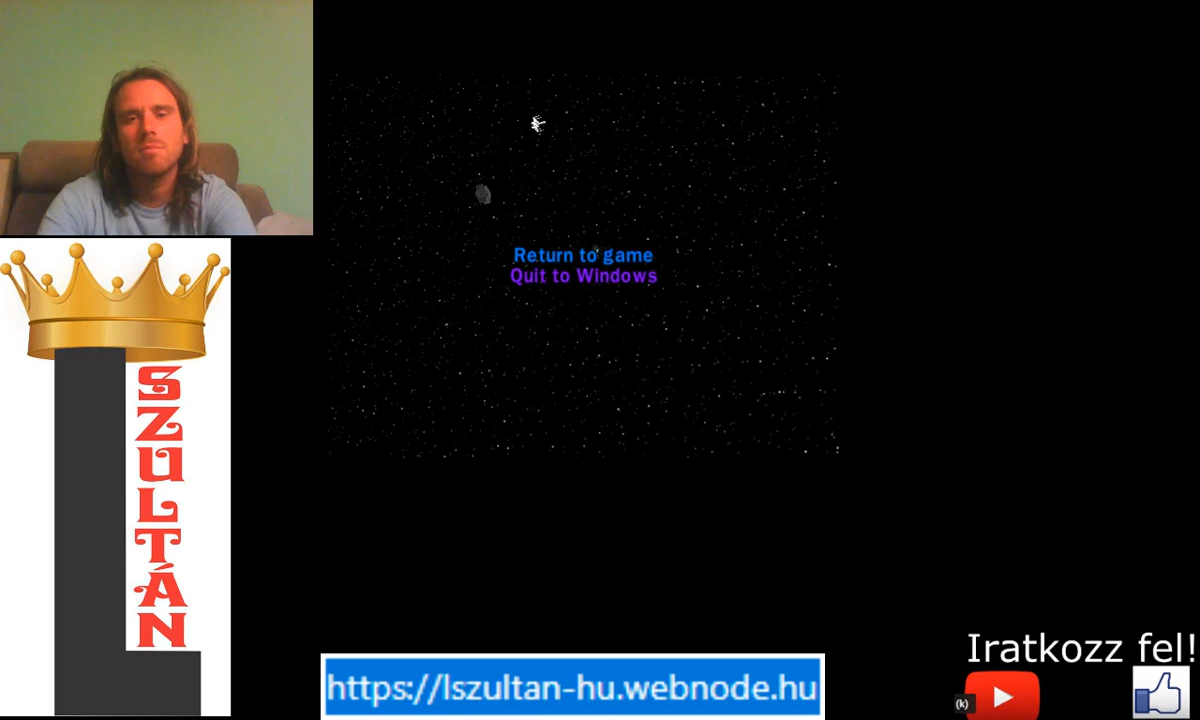 Return to game
Quit to Windows
L
SZULTÁN
https://lszultan-hu.webnode.hu
Iratkozz fel!
(k)